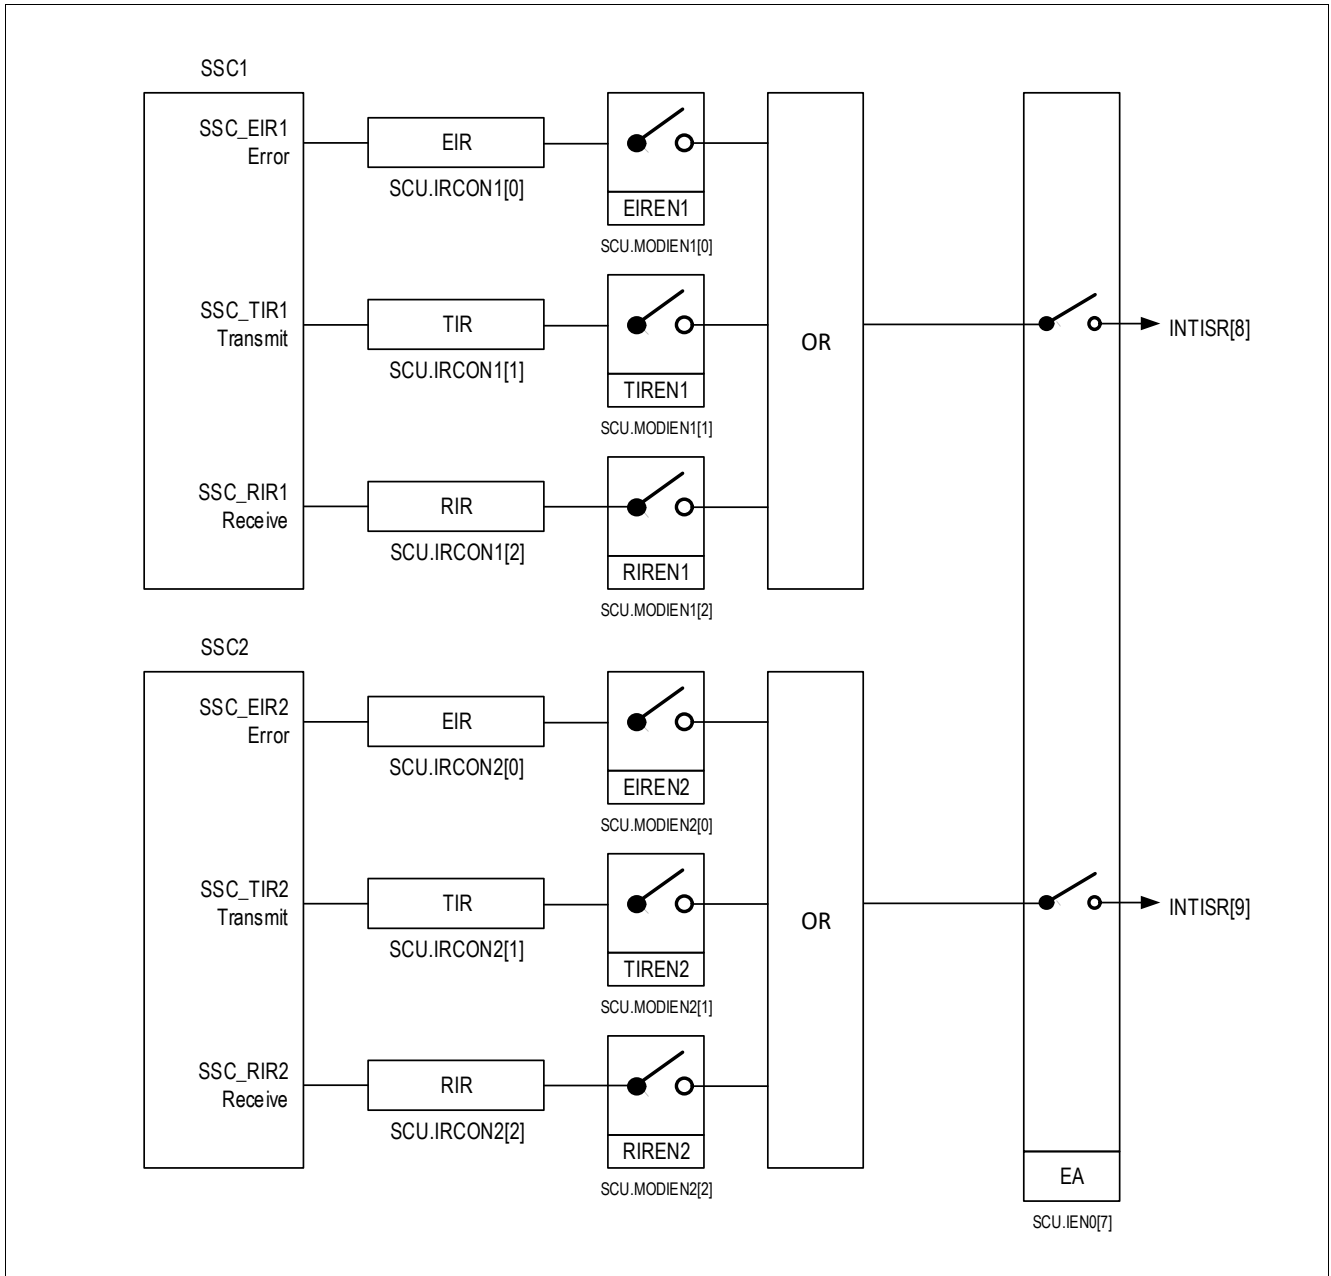 SSC1
SSC_EIR1
Error
EIR
SCU.IRCON1[0]
EIREN1
SCU.MODIEN1[0]
SSC_TIR1
Transmit
TIR
SCU.IRCON1[1]
TIREN1
SCU.MODIEN1[1]
OR
INTISR[8]
SSC_RIR1
Receive
RIR
SCU.IRCON1[2]
RIREN1
SCU.MODIEN1[2]
SSC2
SSC_EIR2
Error
EIR
SCU.IRCON2[0]
EIREN2
SCU.MODIEN2[0]
SSC_TIR2
Transmit
TIR
SCU.IRCON2[1]
TIREN2
SCU.MODIEN2[1]
OR
INTISR[9]
SSC_RIR2
Receive
RIR
SCU.IRCON2[2]
RIREN2
SCU.MODIEN2[2]
EA
SCU.IEN0[7]